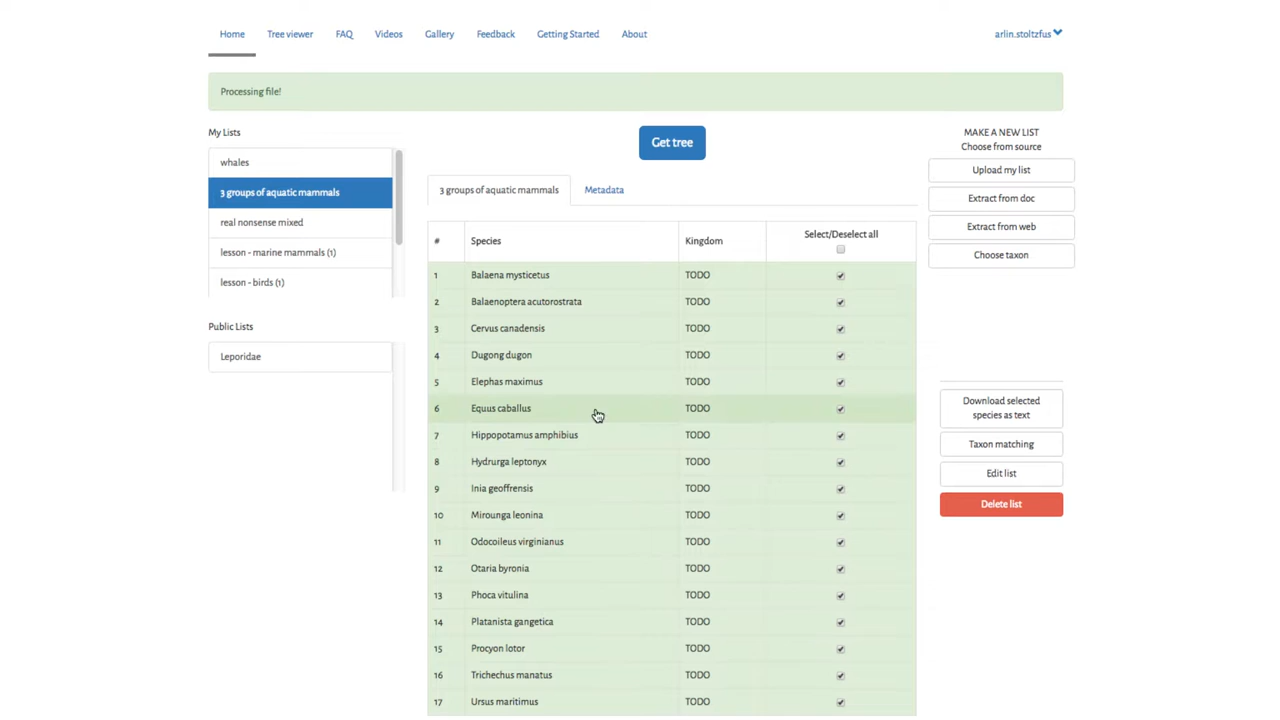 Home Tree viewer FAQ Videos Gallery Feedback Getting Started About arlin.stoltzfus
Processing file!
My Lists
whales
3 groups of aquatic mammals
real nonsense mixed
lesson - marine mammals (1)
lesson - birds (1)
Public Lists
Leporidae
Get tree
3 groups of aquatic mammals Metadata
# Species Kingdom Select/Deselect all
1 Balaena mysticetus TODO
2 Balaenoptera acutorostrata TODO
3 Cervus canadensis TODO
4 Dugong dugon TODO
5 Elephas maximus TODO
6 Equus caballus TODO
7 Hippopotamus amphibius TODO
8 Hydrurga leptonyx TODO
9 Inia geoffrensis TODO
10 Mirounga leonina TODO
11 Odocoileus virginianus TODO
12 Otaria byronia TODO
13 Phoca vitulina TODO
14 Platanista gangetica TODO
15 Procyon lotor TODO
16 Trichechus manatus TODO
17 Ursus maritimus TODO
MAKE A NEW LIST
Choose from source
Upload my list
Extract from doc
Extract from web
Choose taxon
Download selected
species as text
Taxon matching
Edit list
Delete list